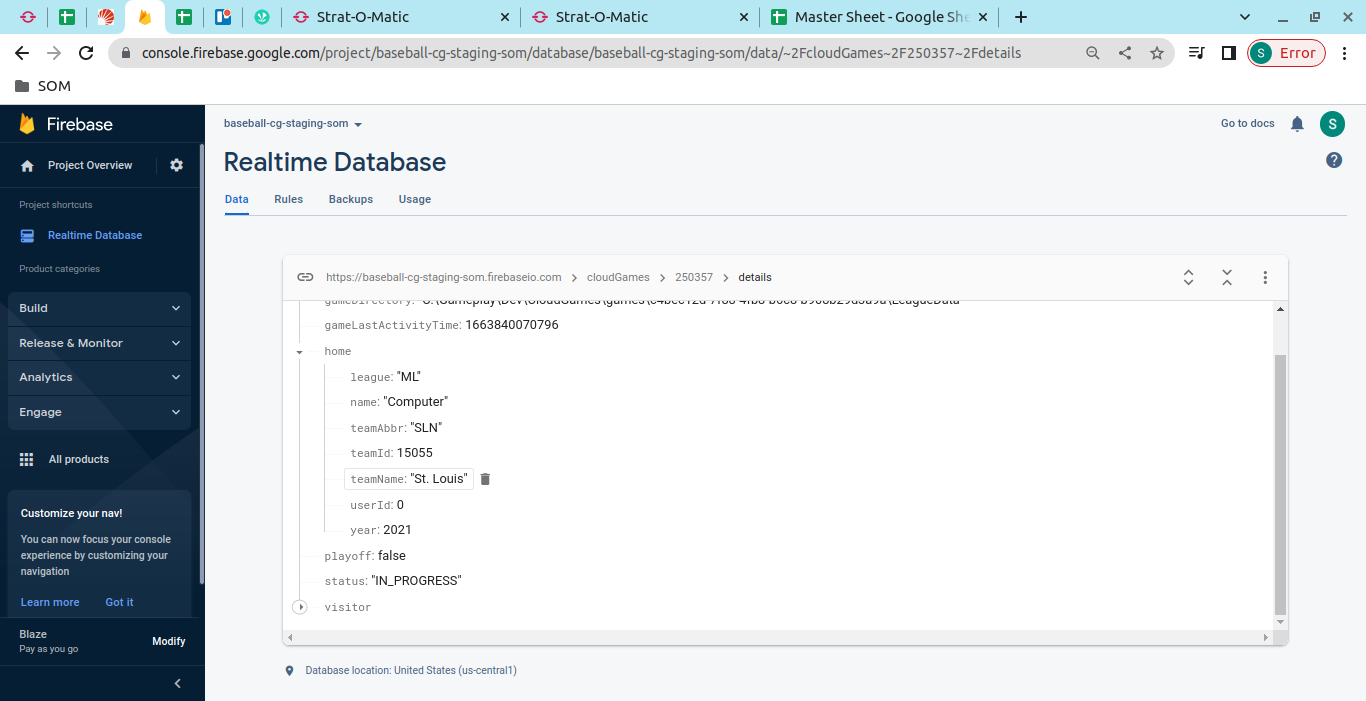 Strat-O-Matic
Strat-O-Matic
Master Sheet - Google She
console.firebase.google.com/project/baseball-cg-staging-som/database/baseball-cg-staging-som/data/~2FcloudGames~2F250357~2Fdetails
S Error
SOM
Firebase
baseball-cg-staging-som
Go to docs
S
Project Overview
Realtime Database
Project shortcuts
Data Rules Backups Usage
Realtime Database
Product categories
https://baseball-cg-staging-som.firebaseio.com > cloudGames > 250357 > details
Build
gameLastActivityTime: 1663840070796
Release & Monitor
home
Analytics
league: "ML"
name: "Computer"
Engage
teamAbbr: "SLN"
teamId: 15055
All products
teamName: "St. Louis"
userId: 0
Customize your nav!
year: 2021
You can now focus your console
experience by customizing your
navigation
playoff: false
status: "IN_PROGRESS"
Learn more Got it
visitor
Blaze
Pay as you go
Modify
Database location: United States (us-central1)